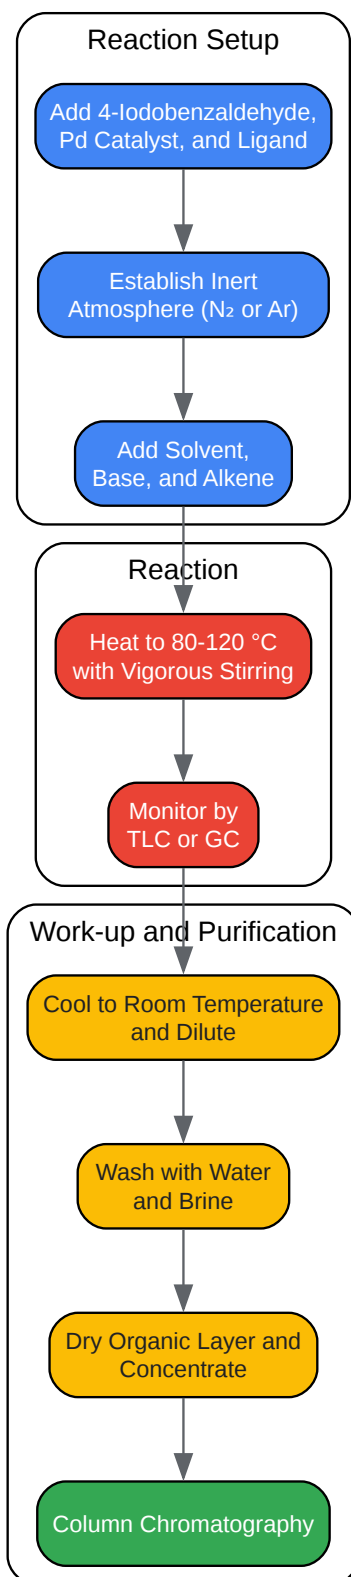 Reaction Setup
Add 4-Iodobenzaldehyde,
Pd Catalyst, and Ligand
Establish Inert
Atmosphere (N₂ or Ar)
Add Solvent,
Base, and Alkene
Reaction
Heat to 80-120 °C
with Vigorous Stirring
Monitor by
TLC or GC
Work-up and Purification
Cool to Room Temperature
and Dilute
Wash with Water
and Brine
Dry Organic Layer and
Concentrate
Column Chromatography